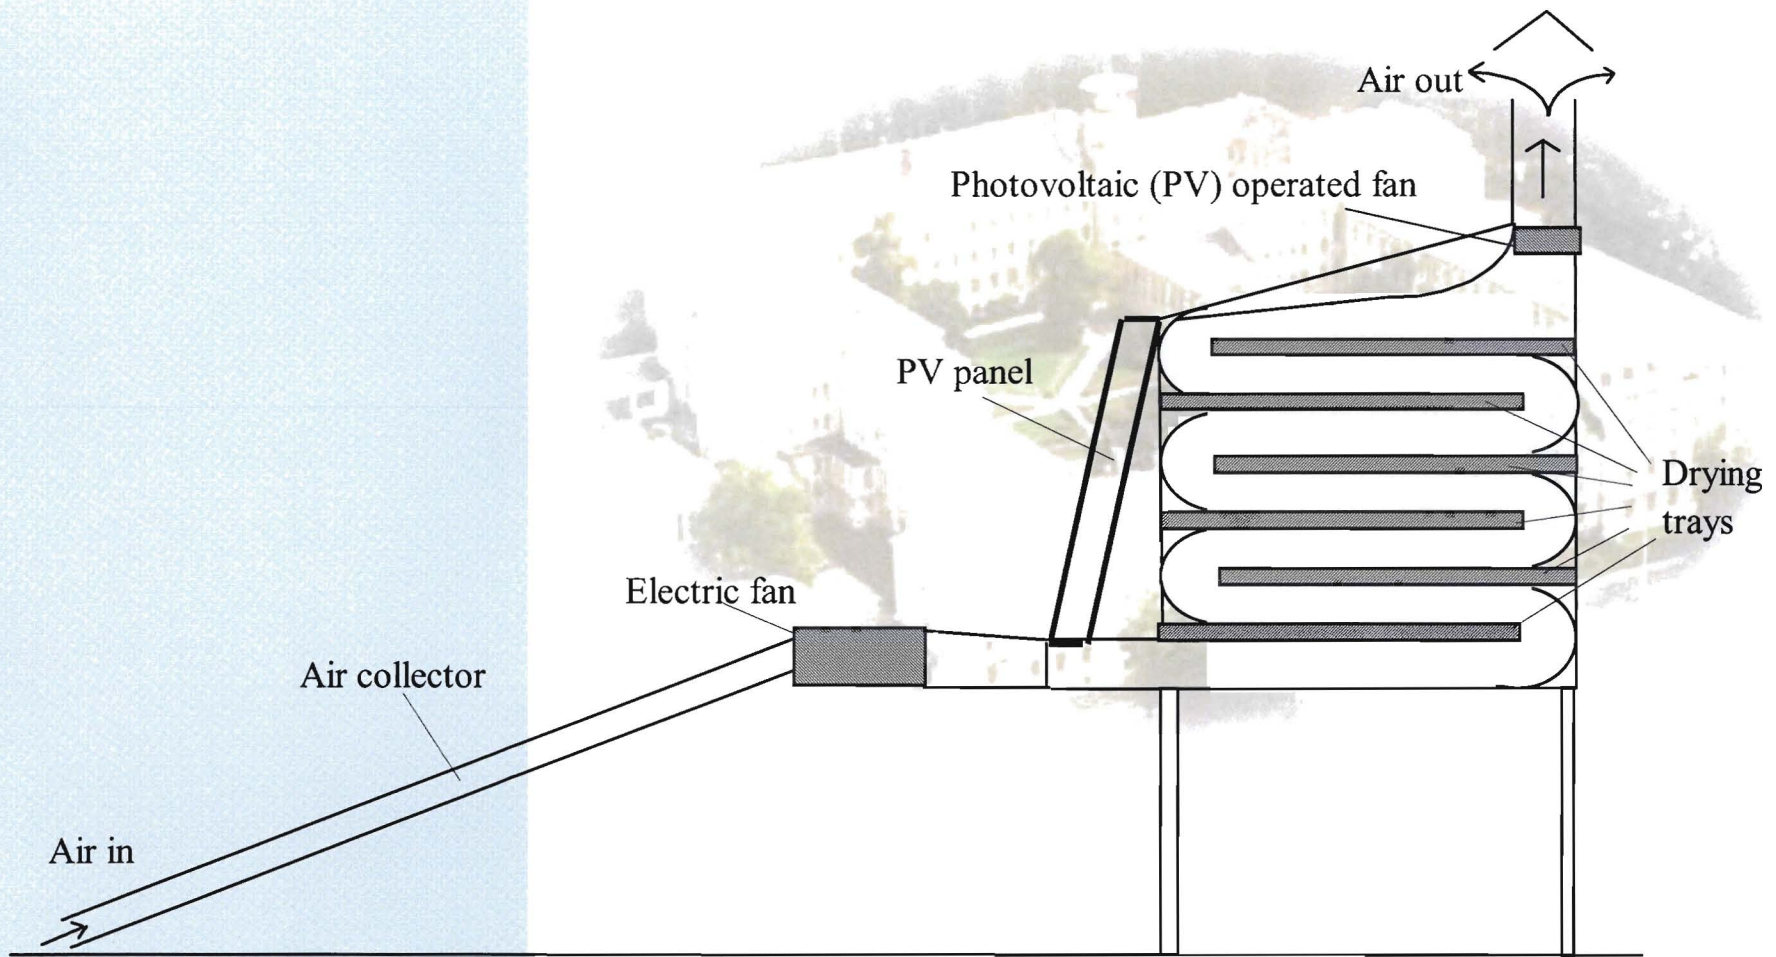 Air out
Photovoltaic (PV) operated fan
PV panel
Drying
trays
Electric fan
Air collector
Air in